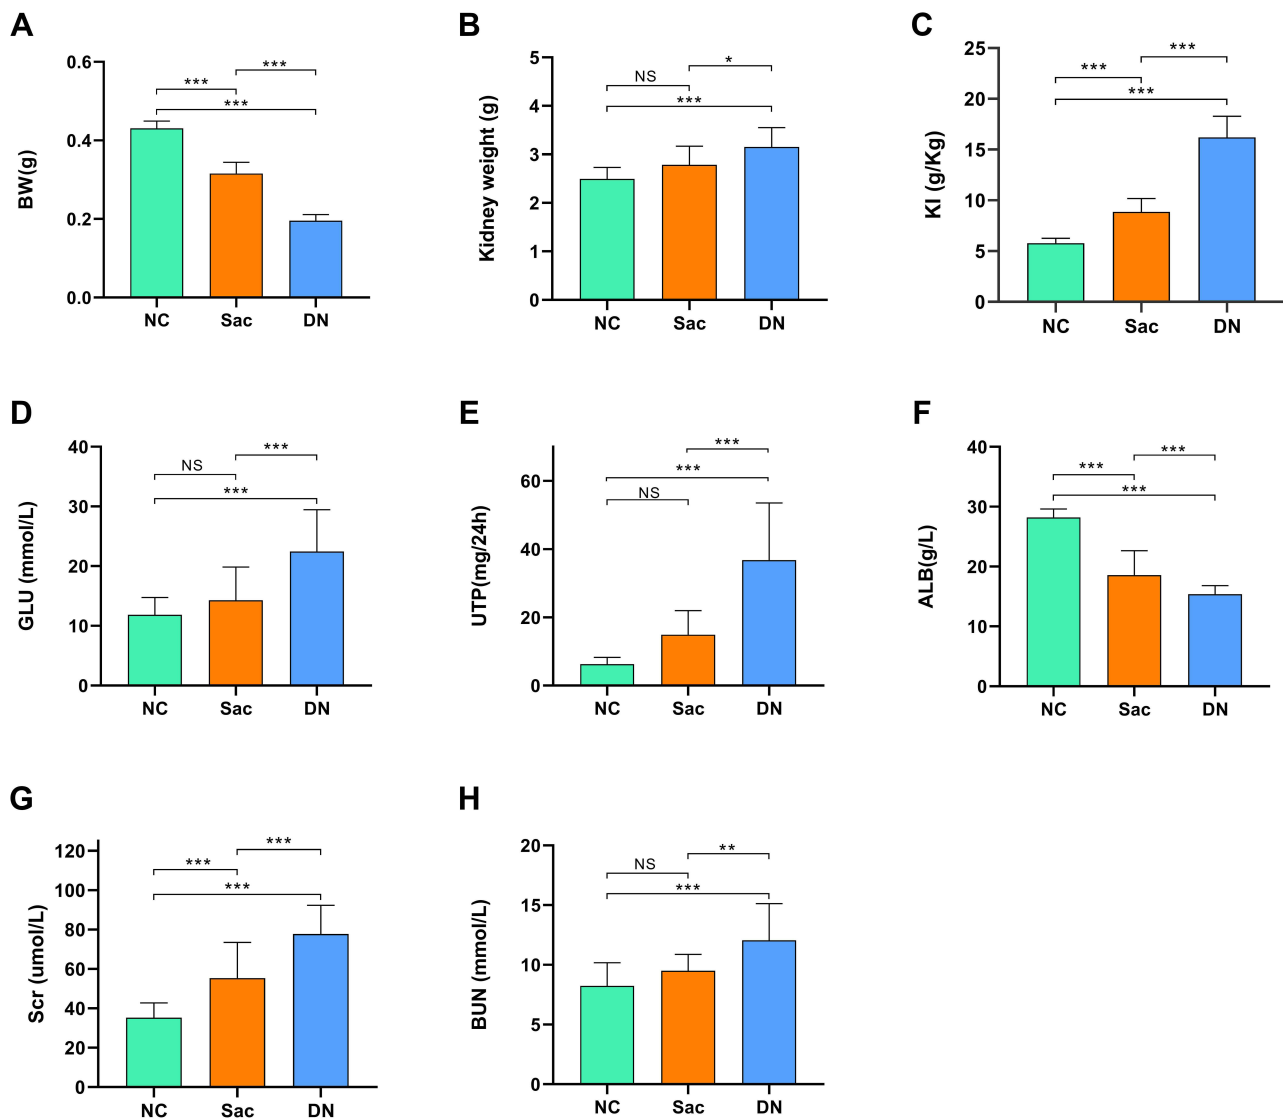 A
BW(g)
0.6
0.4
0.2
0.0
***
***
***
NC Sac DN
B
Kidney weight (g)
5
4
3
2
1
0
*
NS
***
NC Sac DN
C
KI (g/Kg)
25
20
15
10
5
0
***
***
***
NC Sac DN
D
GLU (mmol/L)
40
30
20
10
0
***
NS
***
NC Sac DN
E
UTP(mg/24h)
60
40
20
0
***
***
NS
NC Sac DN
F
ALB(g/L)
40
30
20
10
0
***
***
***
NC Sac DN
G
Scr (umol/L)
120
100
80
60
40
20
0
***
***
***
NC Sac DN
H
BUN (mmol/L)
20
15
10
5
0
**
NS
***
NC Sac DN